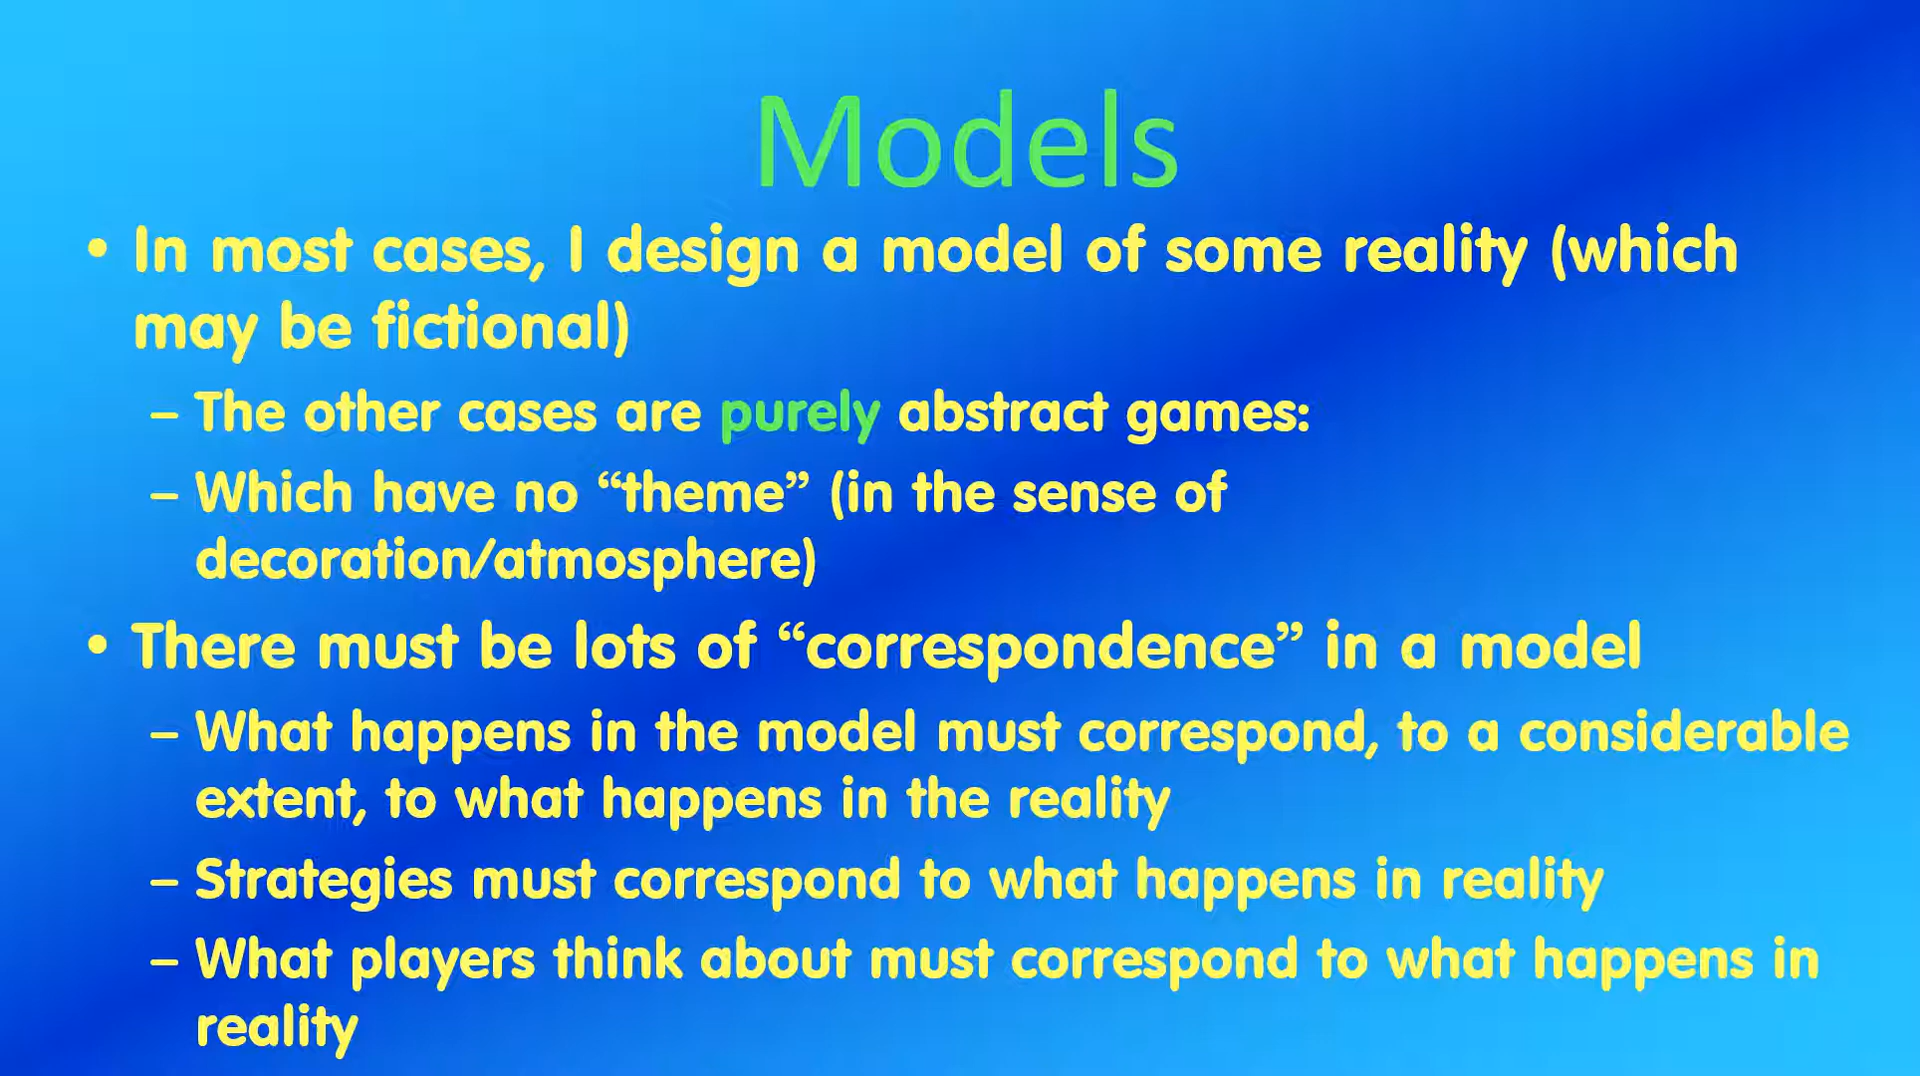 Models
• In most cases, I design a model of some reality (which
may be fictional)
– The other cases are purely abstract games:
– Which have no “theme” (in the sense of
decoration/atmosphere)
• There must be lots of “correspondence” in a model
– What happens in the model must correspond, to a considerable
extent, to what happens in the reality
– Strategies must correspond to what happens in reality
– What players think about must correspond to what happens in
reality